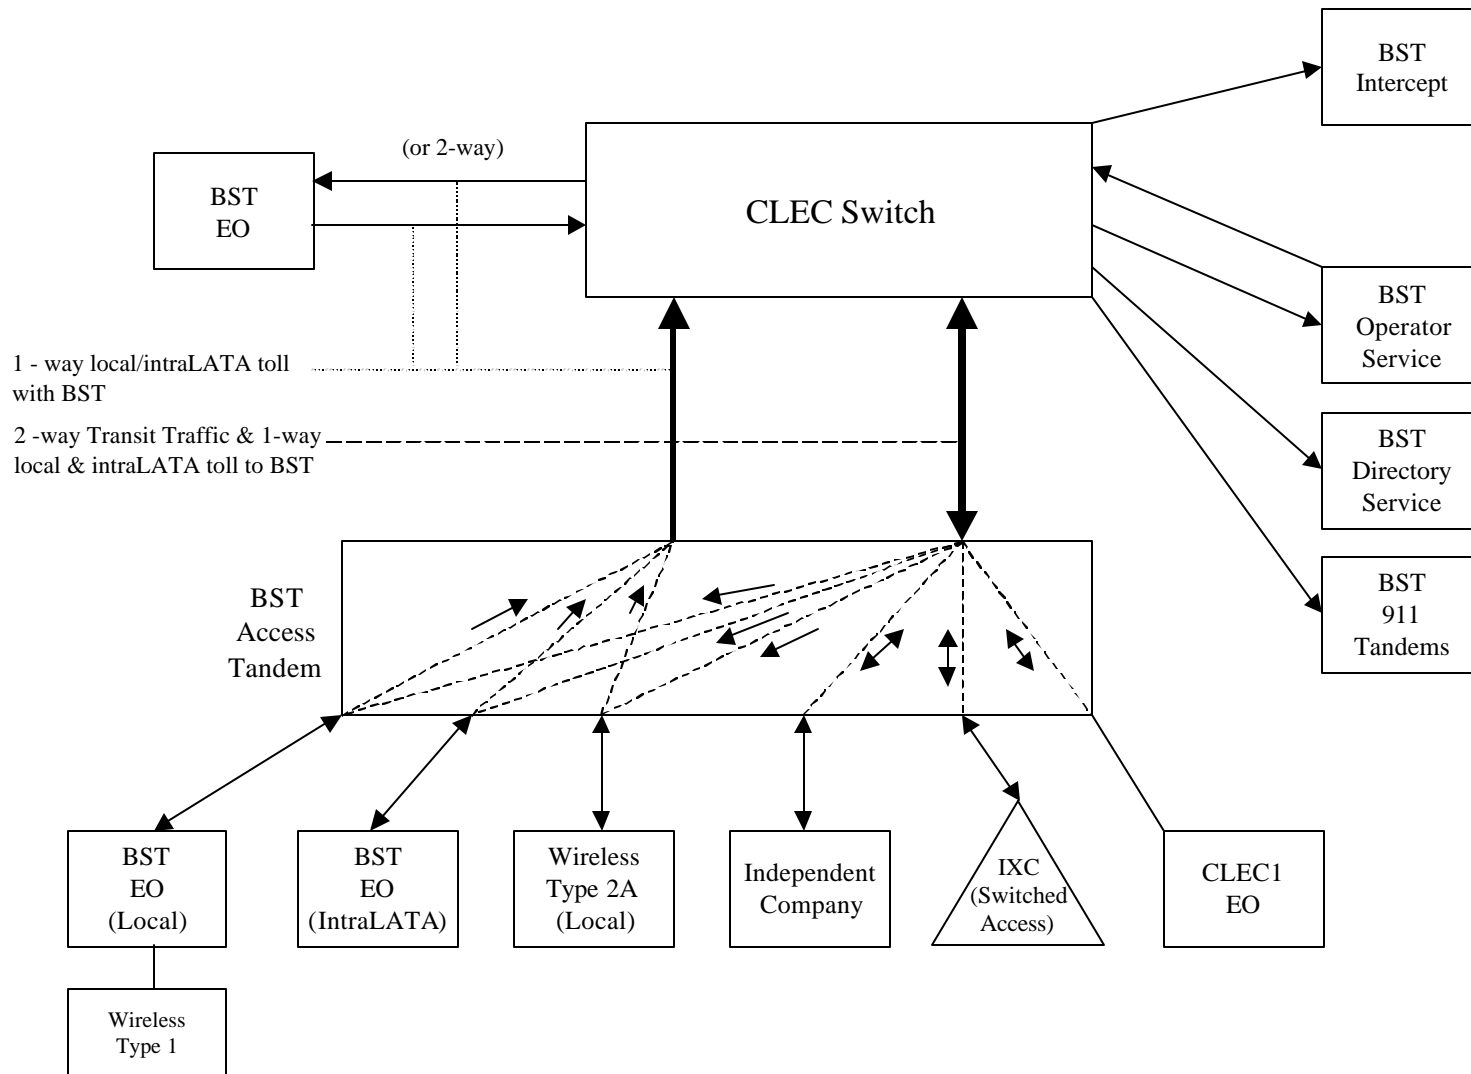 BST
Intercept
(or 2-way)
BST
EO
CLEC Switch
BST
Operator
Service
1 - way local/intraLATA toll
with BST
2 -way Transit Traffic & 1-way
local & intraLATA toll to BST
BST
Directory
Service
BST
Access
Tandem
BST
911
Tandems
BST
EO
(Local)
BST
EO
(IntraLATA)
Wireless
Type 2A
(Local)
Independent
Company
IXC
(Switched
Access)
CLEC1
EO
Wireless
Type 1